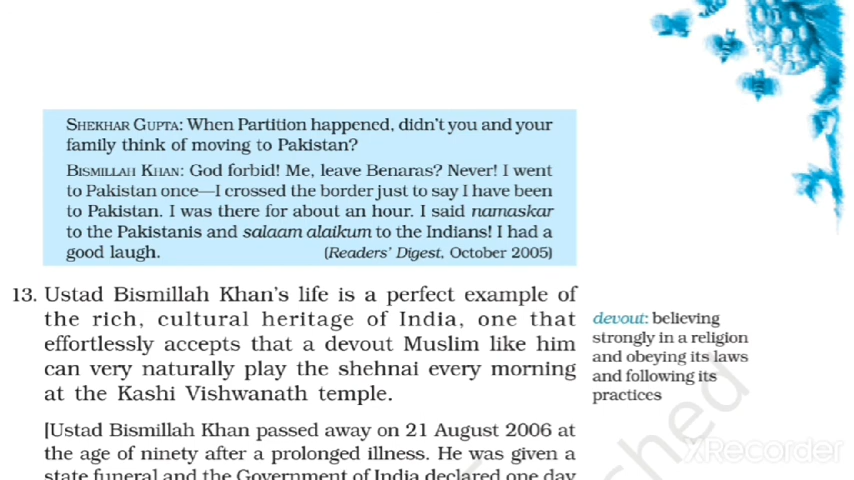 SHEKHAR GUPTA: When Partition happened, didn't you and your
family think of moving to Pakistan?
BISMILLAH KHAN: God forbid! Me, leave Benaras? Never! I went
to Pakistan once—I crossed the border just to say I have been
to Pakistan. I was there for about an hour. I said namaskar
to the Pakistanis and salaam alaikum to the Indians! I had a
good laugh. (Readers' Digest, October 2005)
13. Ustad Bismillah Khan's life is a perfect example of
the rich, cultural heritage of India, one that
effortlessly accepts that a devout Muslim like him
can very naturally play the shehnai every morning
at the Kashi Vishwanath temple.
devout: believing
strongly in a religion
and obeying its laws
and following its
practices
[Ustad Bismillah Khan passed away on 21 August 2006 at
the age of ninety after a prolonged illness. He was given a
state funeral and the Government of India declared one day
shed
XRecorder